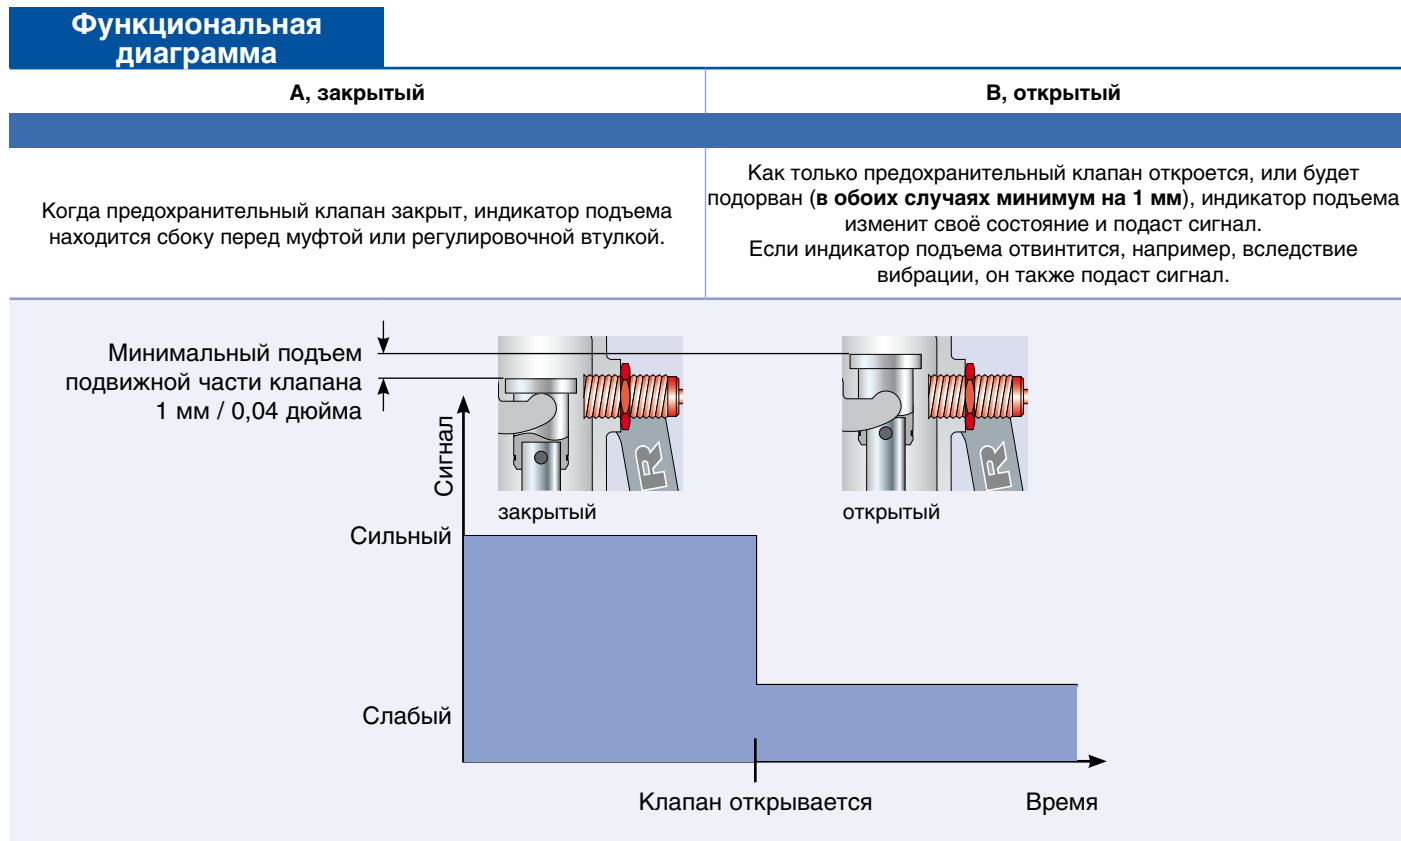 Функциональная
диаграмма
A, закрытый
B, открытый
Когда предохранительный клапан закрыт, индикатор подъема
находится сбоку перед муфтой или регулировочной втулкой.
Как только предохранительный клапан откроется, или будет
подорван (в обоих случаях минимум на 1 мм), индикатор подъема
изменит своё состояние и подаст сигнал.
Если индикатор подъема отвинтится, например, вследствие
вибрации, он также подаст сигнал.
Минимальный подъем
подвижной части клапана
1 мм / 0,04 дюйма
Сигнал
R
R
закрытый
открытый
Сильный
Слабый
Клапан открывается
Время